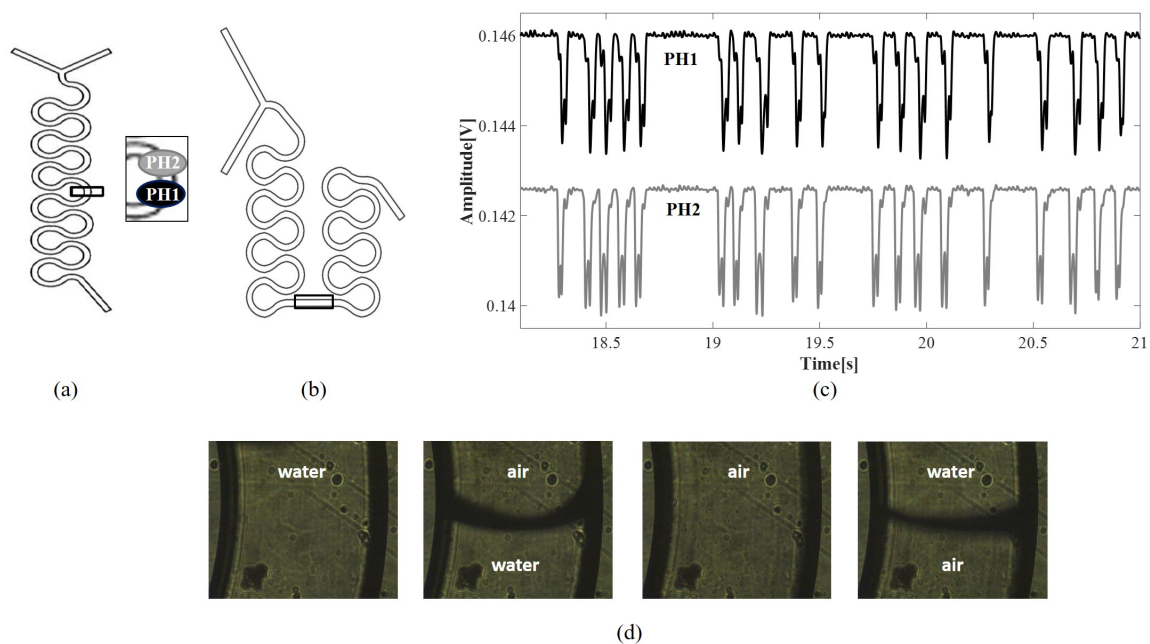 PH2
PH1
(a)
(b)
0.146
0.144
0.142
0.14
Amplitude[V]
PH1
PH2
18.5 19 19.5 20 20.5 21
Time[s]
(c)
water
air
water
air
water
air
(d)